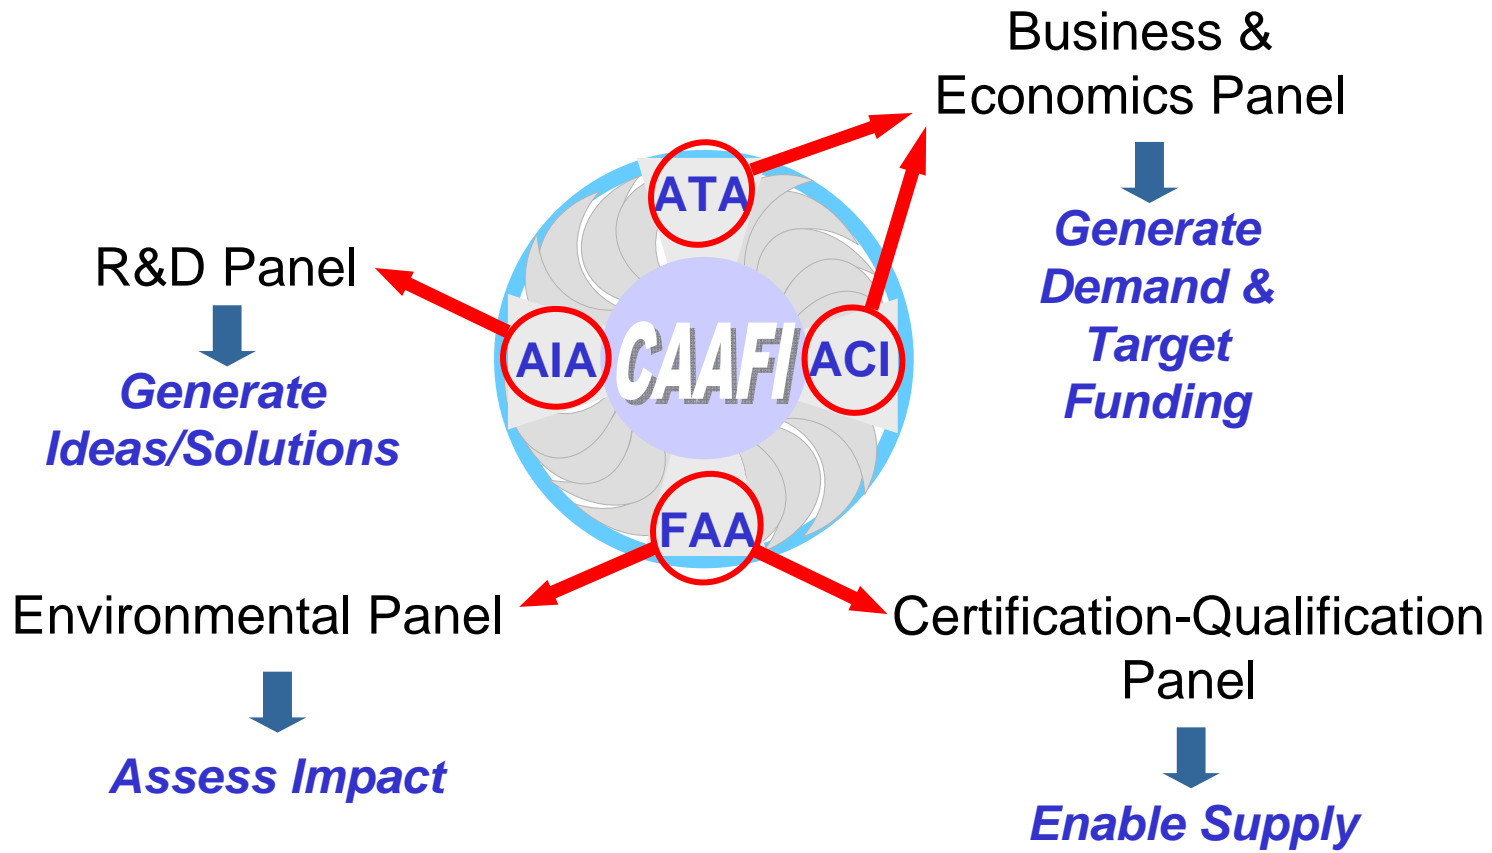 Business &
Economics Panel
Generate
Demand &
Target
Funding
R&D Panel
Generate
Ideas/Solutions
ATA
AIA
CAAFI
ACI
FAA
Environmental Panel
Assess Impact
Certification-Qualification
Panel
Enable Supply